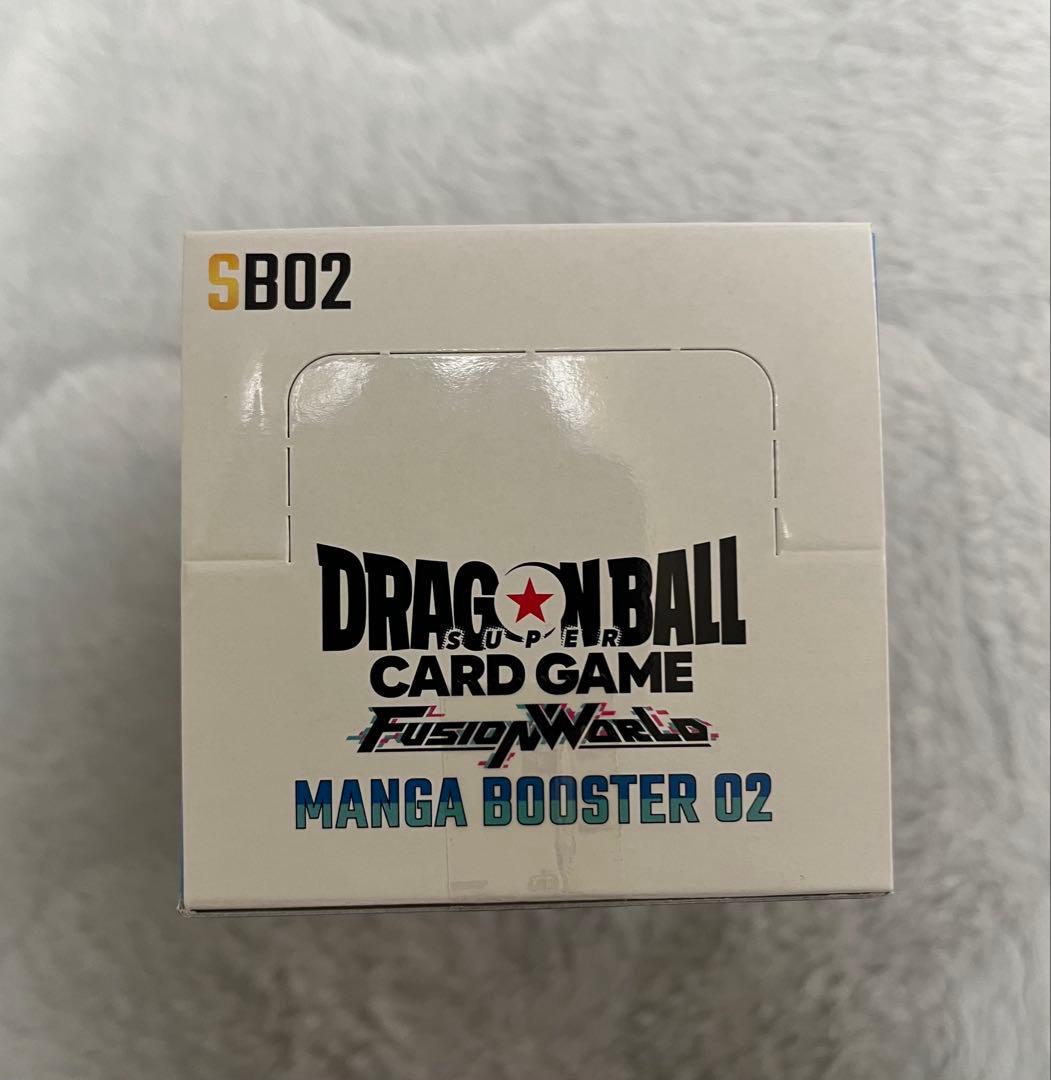 SB02
DRAGON BALL
SUPER
CARD GAME
FUSION WORLD
MANGA BOOSTER 02